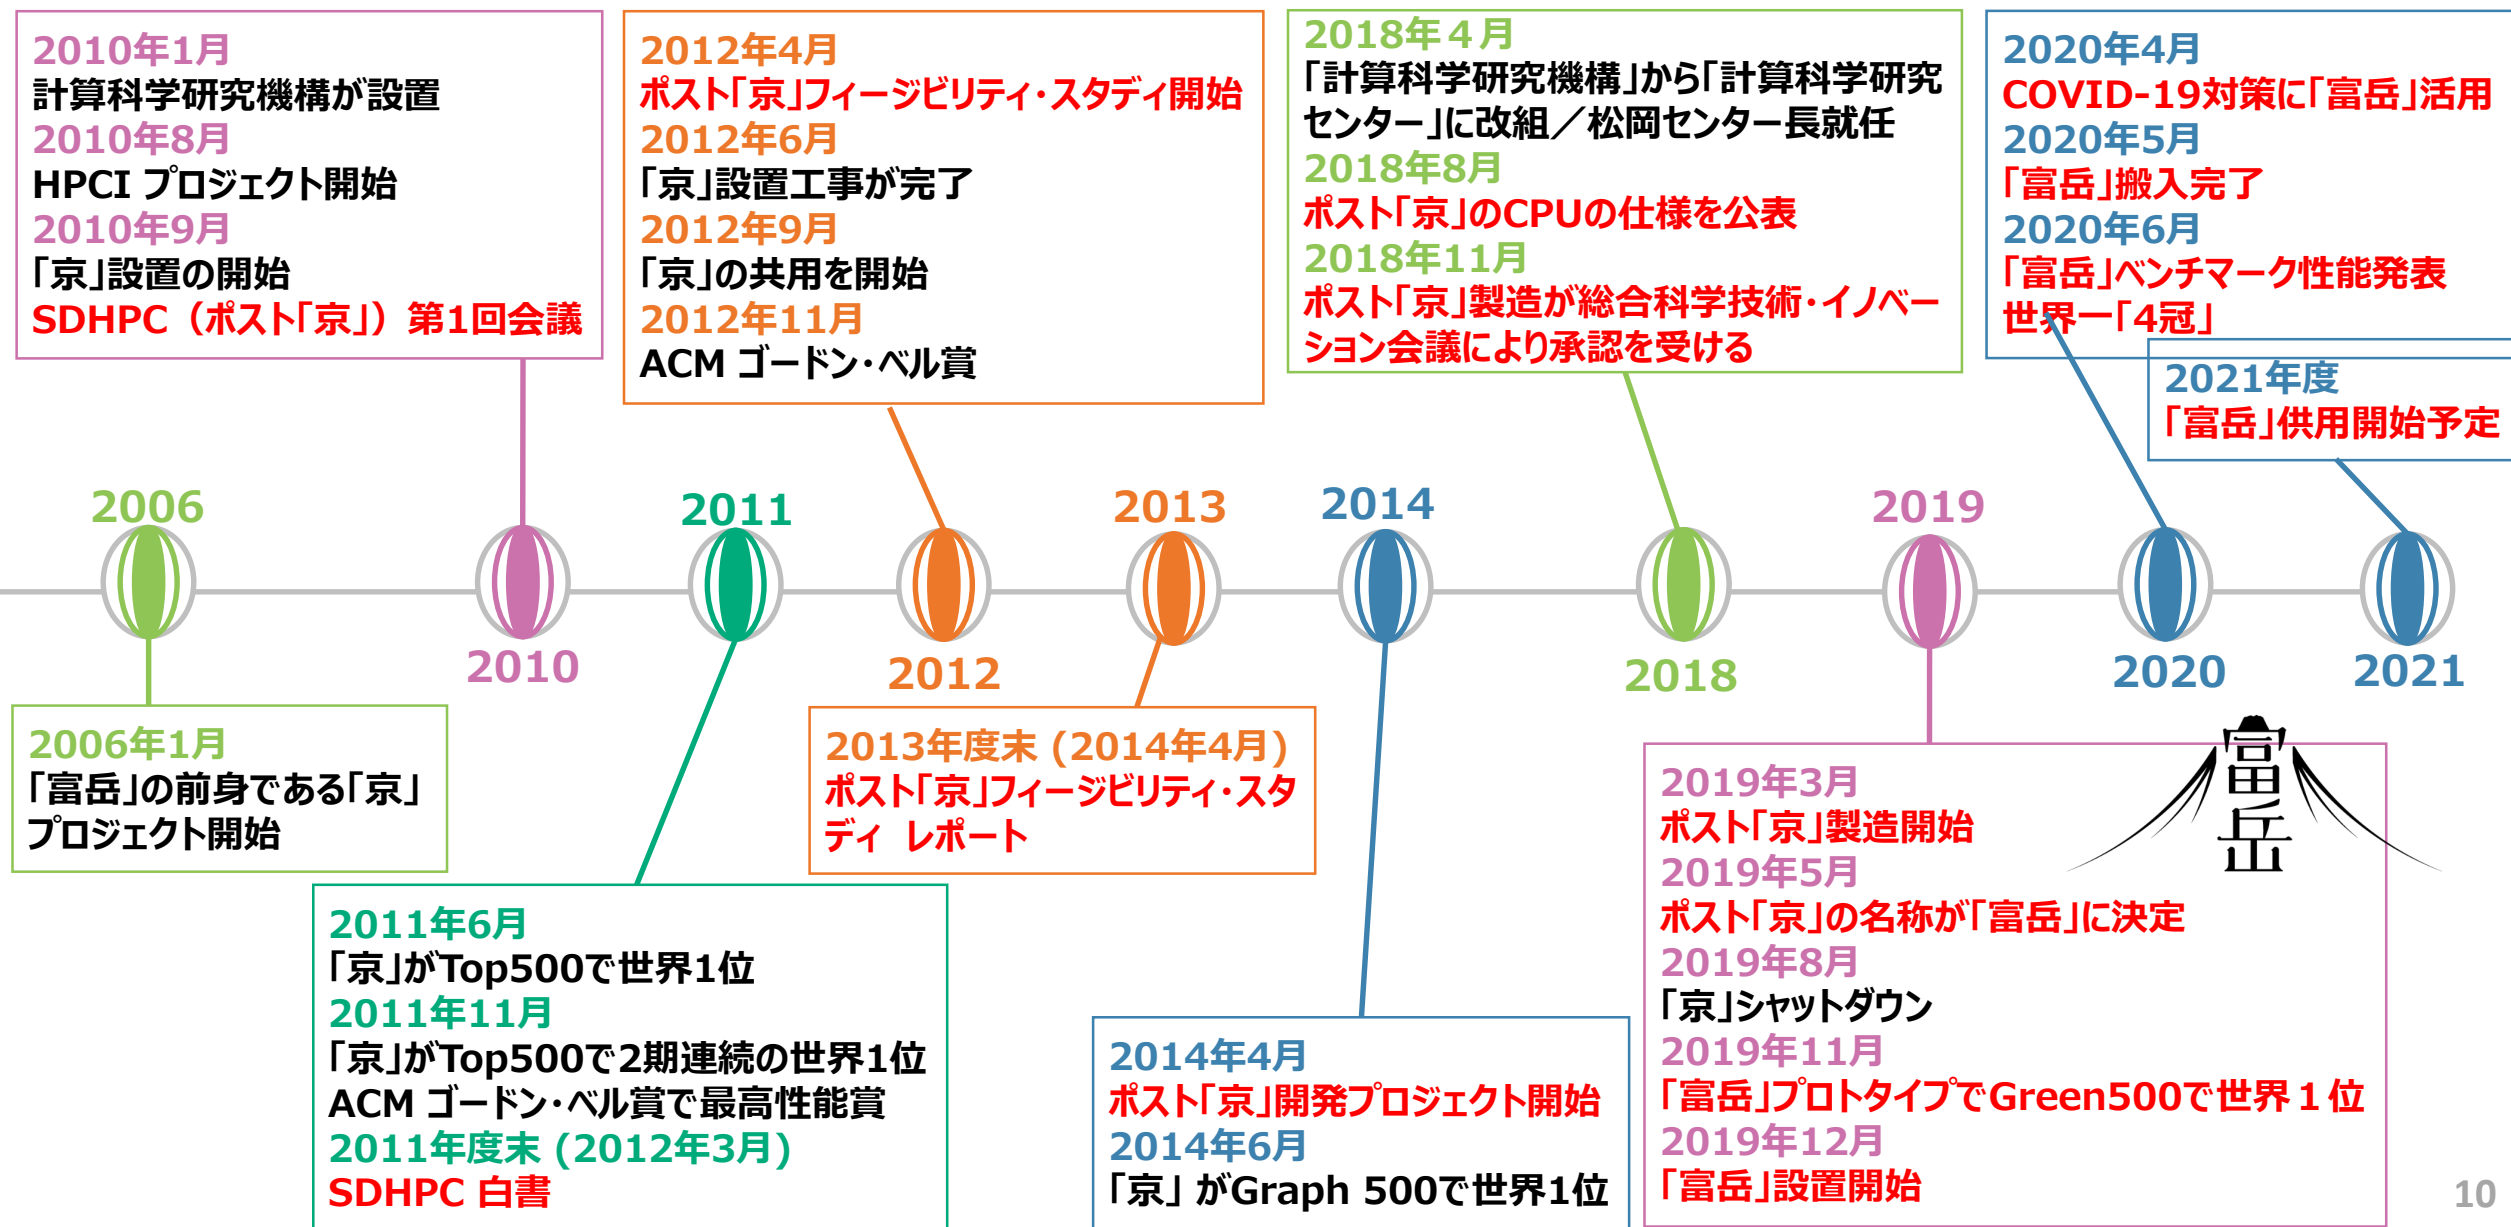 2010年1月
計算科学研究機構が設置
2010年8月
HPCI プロジェクト開始
2010年9月
「京」設置の開始
SDHPC（ポスト「京」）第1回会議
2012年4月
ポスト「京」フィージビリティ・スタディ開始
2012年6月
「京」設置工事が完了
2012年9月
「京」の共用を開始
2012年11月
ACM ゴードン・ベル賞
2018年４月
「計算科学研究機構」から「計算科学研究
センター」に改組／松岡センター長就任
2018年8月
ポスト「京」のCPUの仕様を公表
2018年11月
ポスト「京」製造が総合科学技術・イノベー
ション会議により承認を受ける
2020年4月
COVID-19対策に「富岳」活用
2020年5月
「富岳」搬入完了
2020年6月
「富岳」ベンチマーク性能発表
世界一「4冠」
2021年度
「富岳」供用開始予定
2006
2010
2011
2012
2013
2014
2018
2019
2020
2021
2006年1月
「富岳」の前身である「京」
プロジェクト開始
2011年6月
「京」がTop500で世界1位
2011年11月
「京」がTop500で2期連続の世界1位
ACM ゴードン・ベル賞で最高性能賞
2011年度末 (2012年3月)
SDHPC 白書
2013年度末 (2014年4月)
ポスト「京」フィージビリティ・スタ
ディ レポート
2014年4月
ポスト「京」開発プロジェクト開始
2014年6月
「京」 がGraph 500で世界1位
2019年3月
ポスト「京」製造開始
2019年5月
ポスト「京」の名称が「富岳」に決定
2019年8月
「京」シャットダウン
2019年11月
「富岳」プロトタイプでGreen500で世界１位
2019年12月
「富岳」設置開始
富岳
10